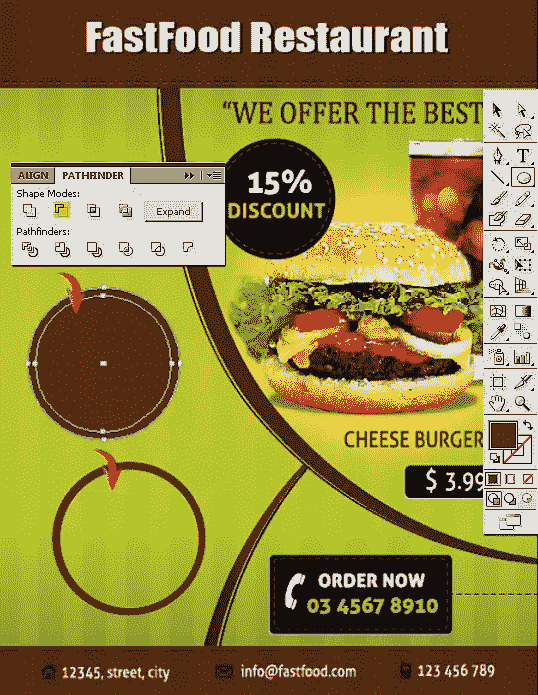 FastFood Restaurant
“WE OFFER THE BEST
ALIGN PATHFINDER
Shape Modes:
Expand
Pathfinders:
15%
DISCOUNT
T
CHEESE BURGER
$ 3.99
ORDER NOW
03 4567 8910
12345, street, city info@fastfood.com 123 456 789